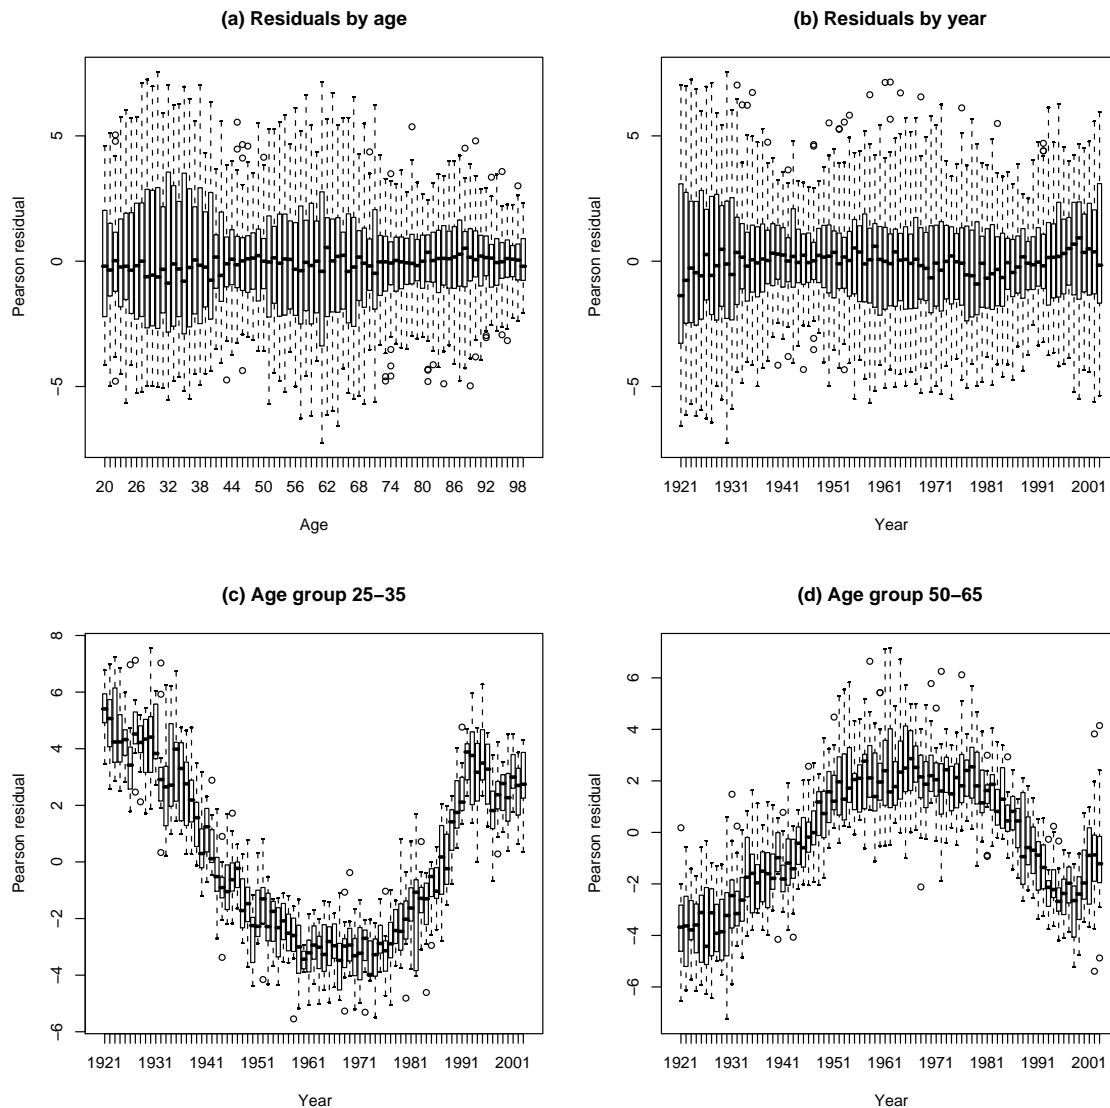 (a) Residuals by age
(b) Residuals by year
Pearson residual
5
0
−5
20 26 32 38 44 50 56 62 68 74 80 86 92 98
Age
Pearson residual
5
0
−5
1921 1931 1941 1951 1961 1971 1981 1991 2001
Year
(c) Age group 25−35
(d) Age group 50−65
Pearson residual
8
6
4
2
0
−2
−4
−6
1921 1931 1941 1951 1961 1971 1981 1991 2001
Year
Pearson residual
6
4
2
0
−2
−4
−6
1921 1931 1941 1951 1961 1971 1981 1991 2001
Year